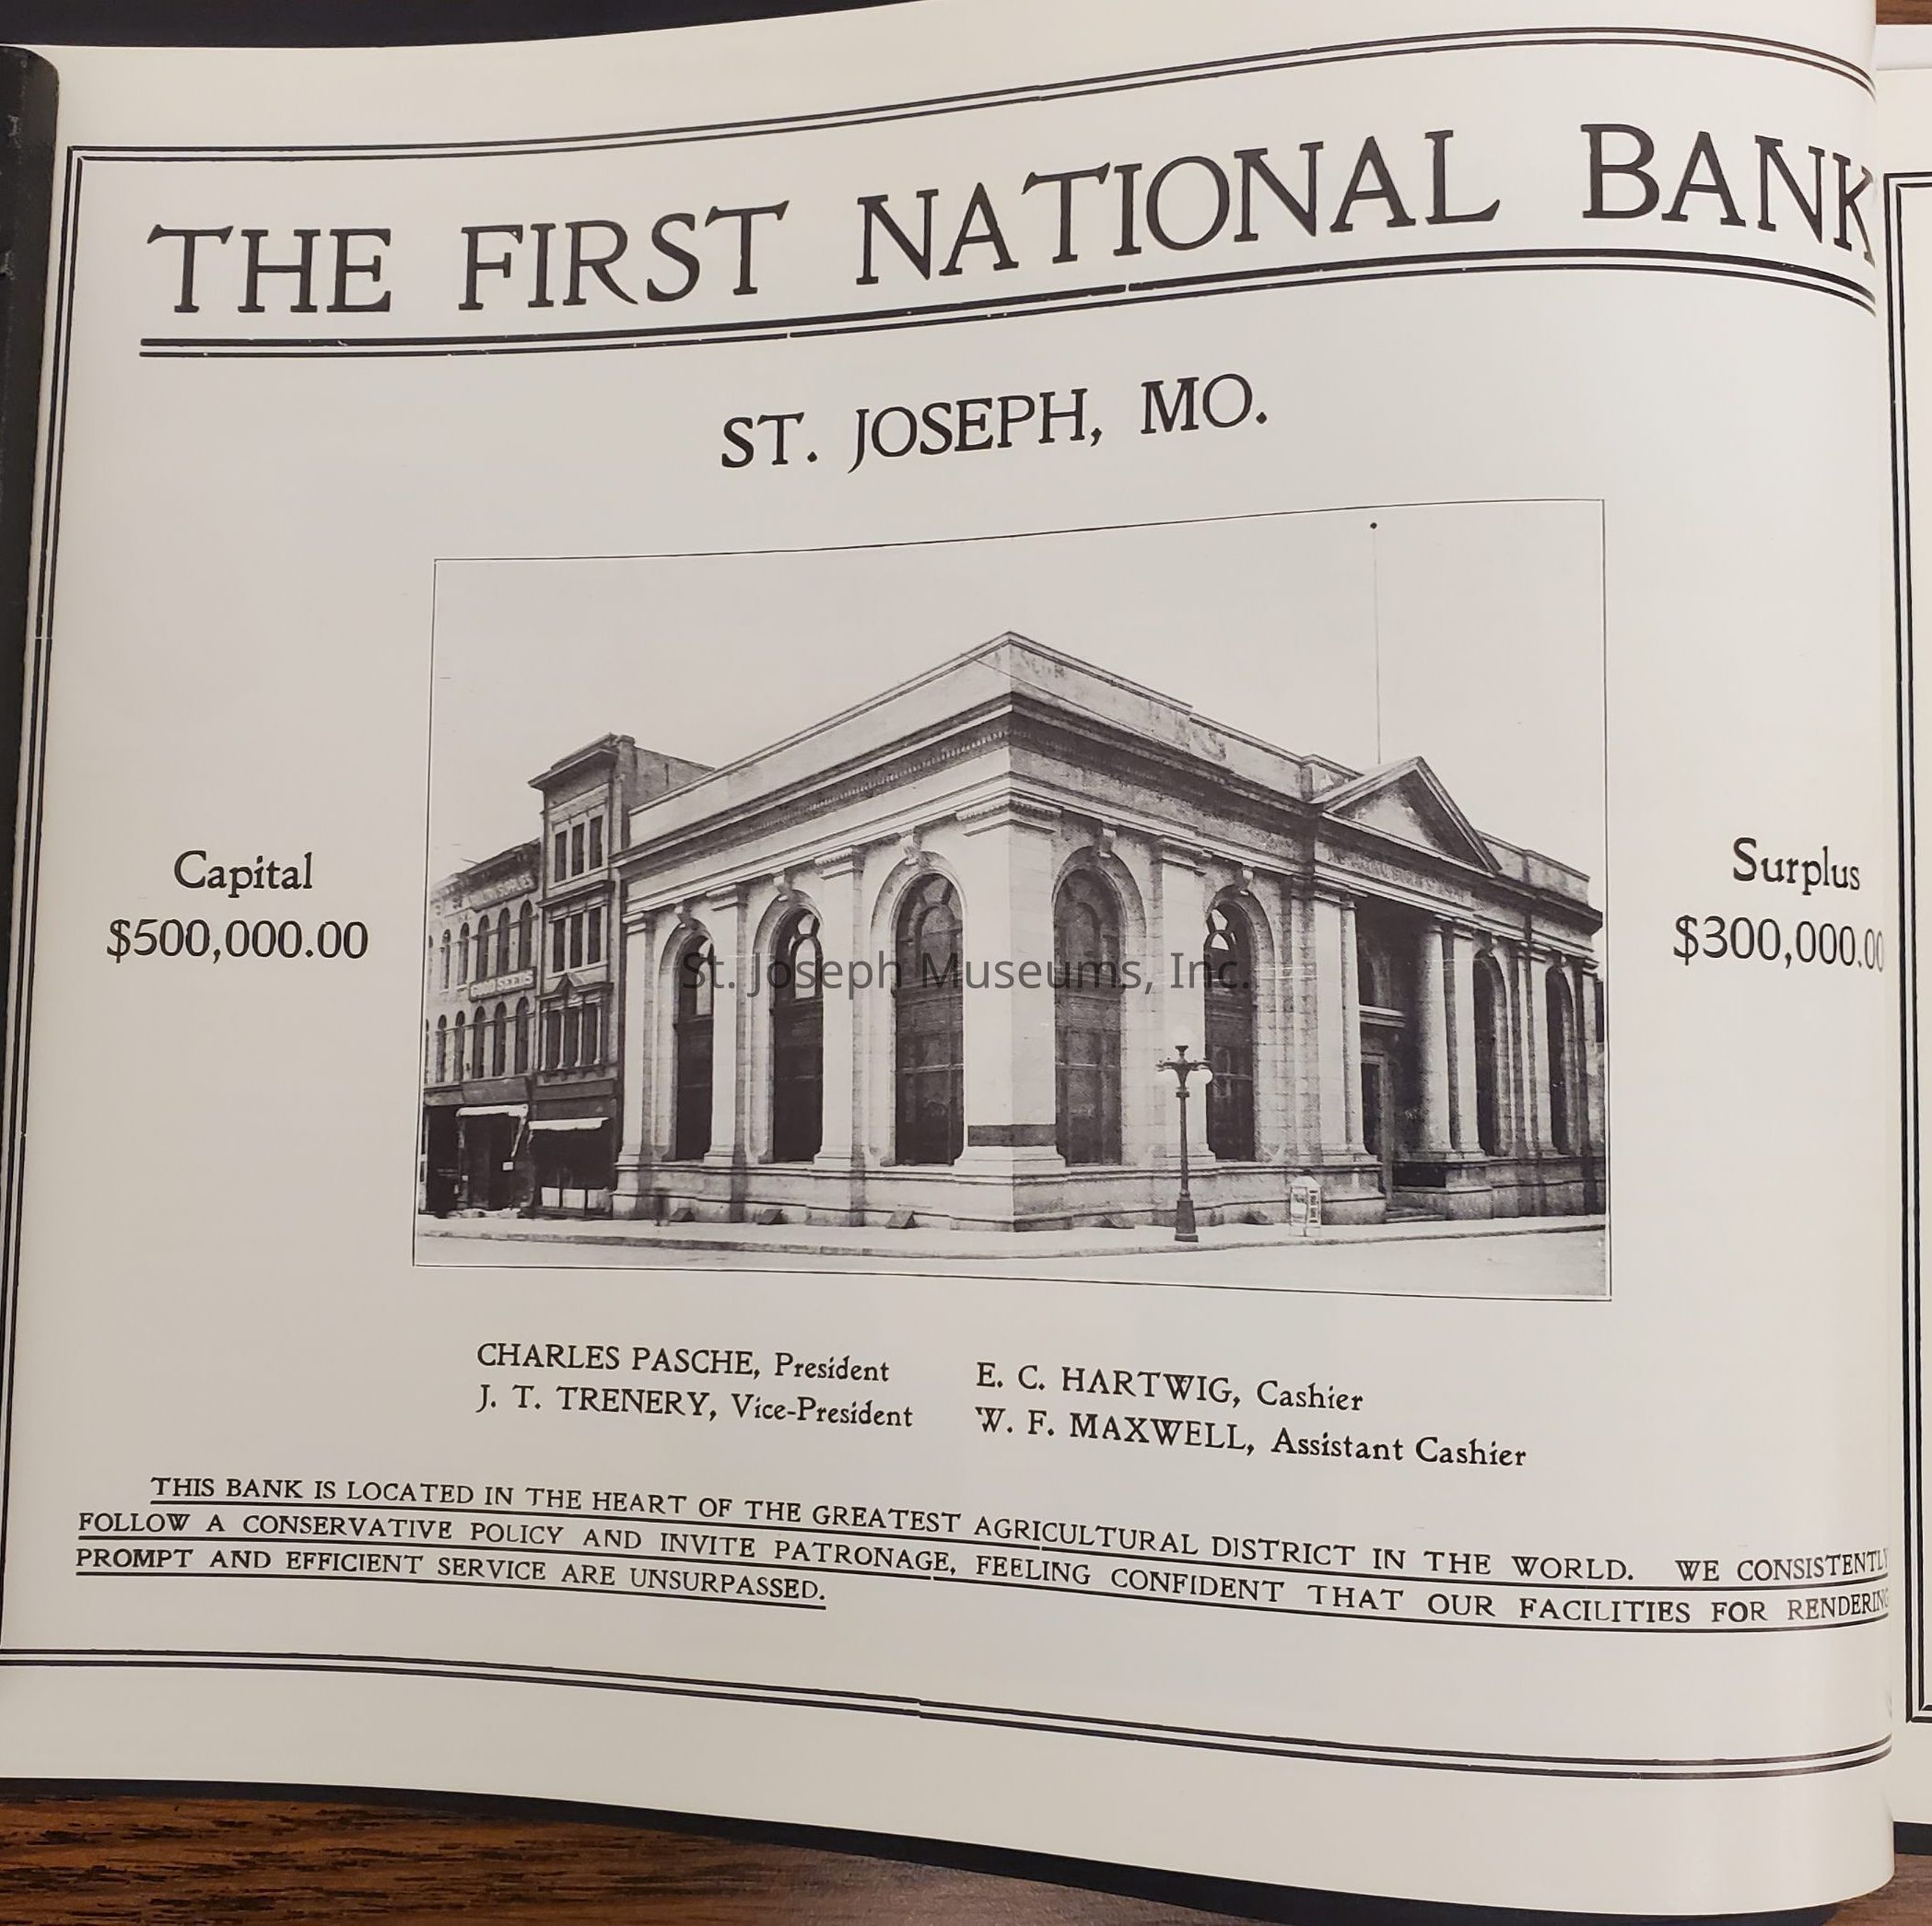 THE FIRST NATIONAL BANK
ST. JOSEPH, MO.
Capital
$500,000.00
Surplus
$300,000.00
GOOD SEEDS
St. Joseph Museums, Inc.
CHARLES PASCHE, President
J. T. TRENERY, Vice-President
E. C. HARTWIG, Cashier
W. F. MAXWELL, Assistant Cashier
THIS BANK IS LOCATED IN THE HEART OF THE GREATEST AGRICULTURAL DISTRICT IN THE WORLD. WE CONSISTENTLY
FOLLOW A CONSERVATIVE POLICY AND INVITE PATRONAGE, FEELING CONFIDENT THAT OUR FACILITIES FOR RENDERING
PROMPT AND EFFICIENT SERVICE ARE UNSURPASSED.